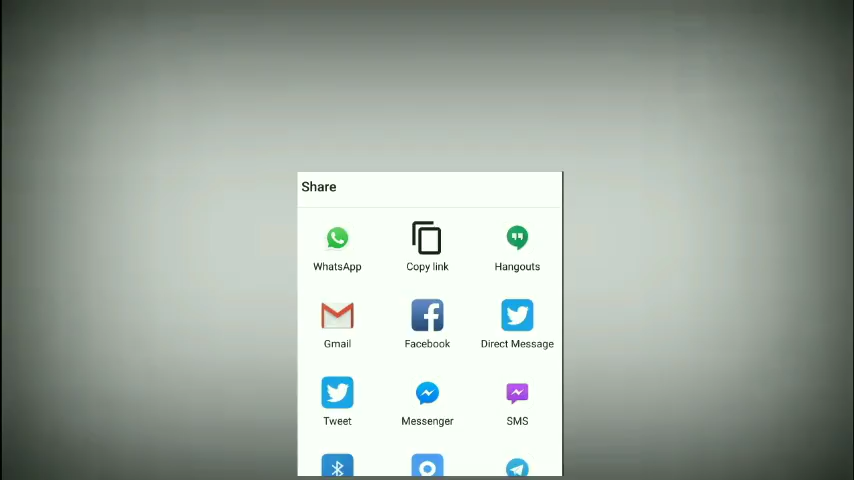 Share
WhatsApp Copy link Hangouts
Gmail Facebook Direct Message
Tweet Messenger SMS